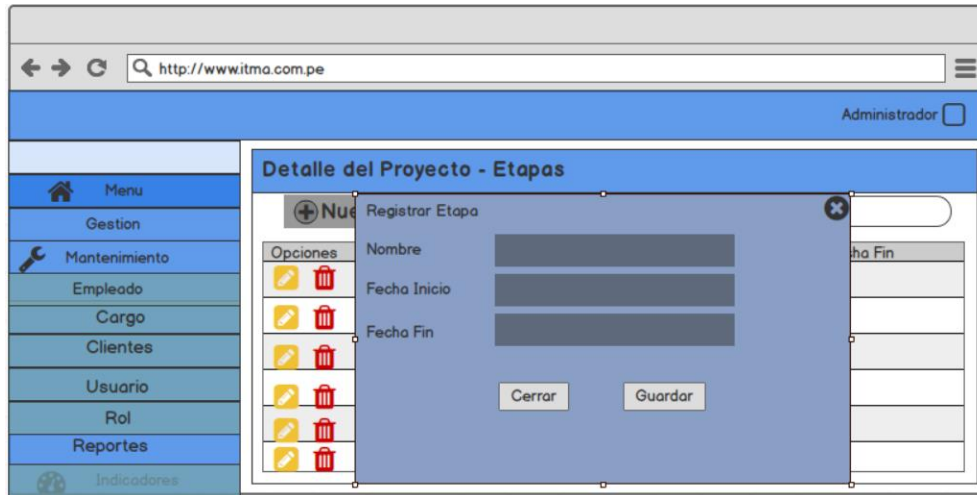 http://www.itma.com.pe
Administrador
Detalle del Proyecto - Etapas
Menu
Gestion
Mantenimiento
Empleado
Cargo
Clientes
Usuario
Rol
Reportes
Indicadores
Nue
Opciones
cha Fin
Registrar Etapa
Nombre
Fecha Inicio
Fecha Fin
Cerrar
Guardar